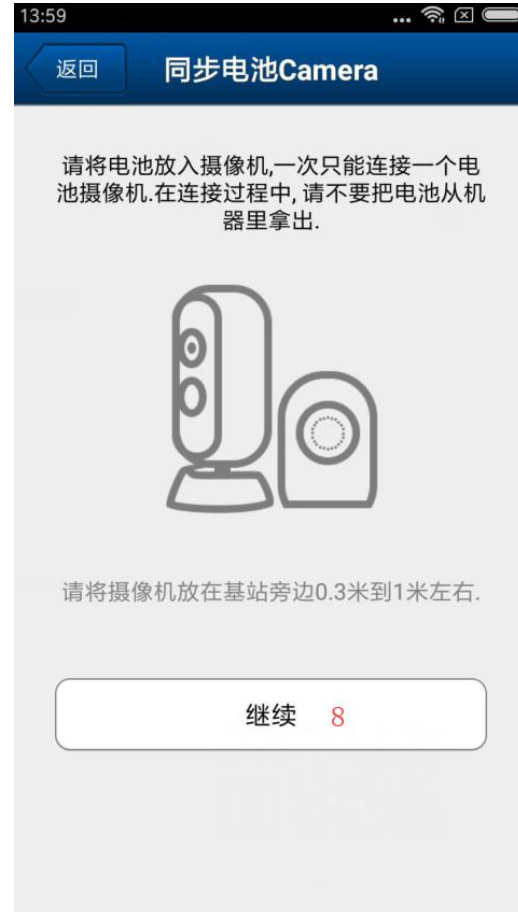 13:59
返回
同步电池Camera
请将电池放入摄像机,一次只能连接一个电
池摄像机.在连接过程中, 请不要把电池从机
器里拿出.
请将摄像机放在基站旁边0.3米到1米左右.
继续 8